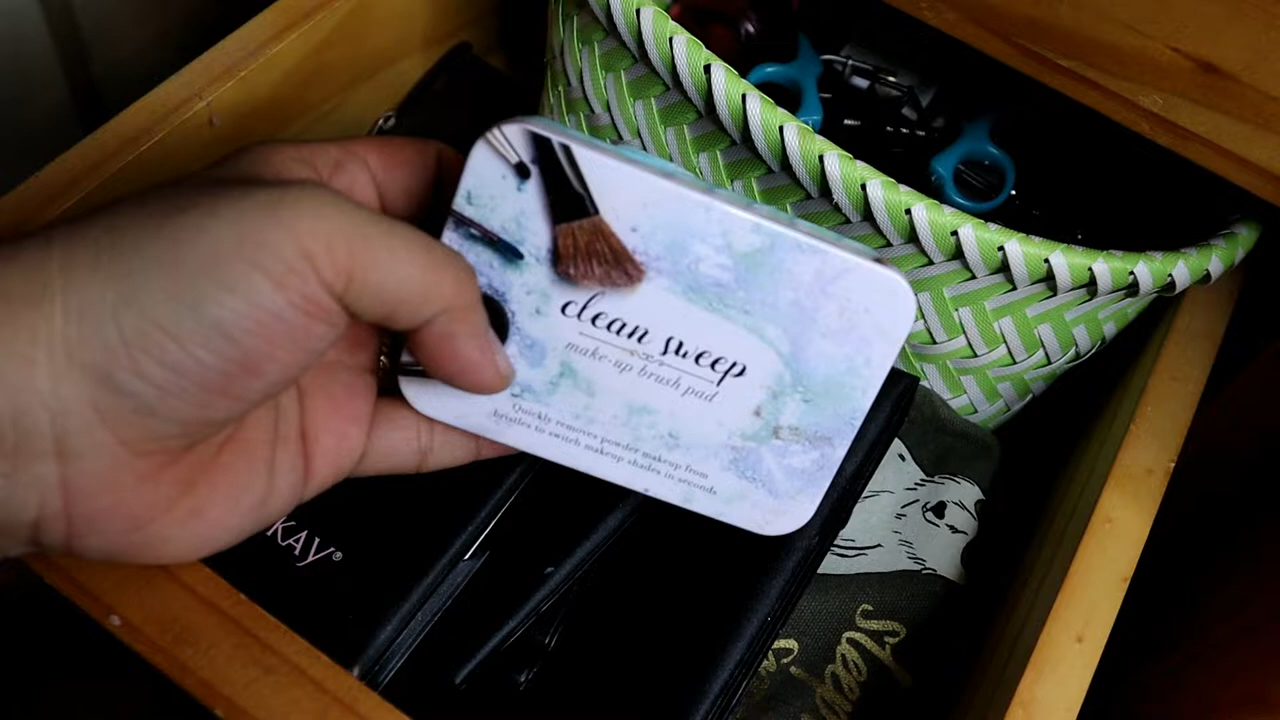 clean sweep
make-up brush pad
Quickly removes powder makeup from
bristles to switch makeup shades in seconds
KAY®
sleep